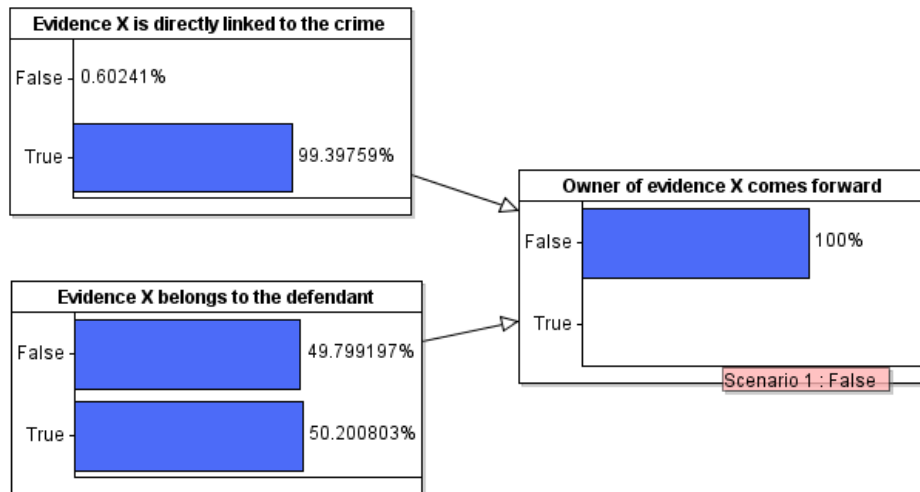 Evidence X is directly linked to the crime
False
0.60241%
True
99.39759%
Evidence X belongs to the defendant
False
49.799197%
True
50.200803%
Owner of evidence X comes forward
False
100%
True
Scenario 1 : False